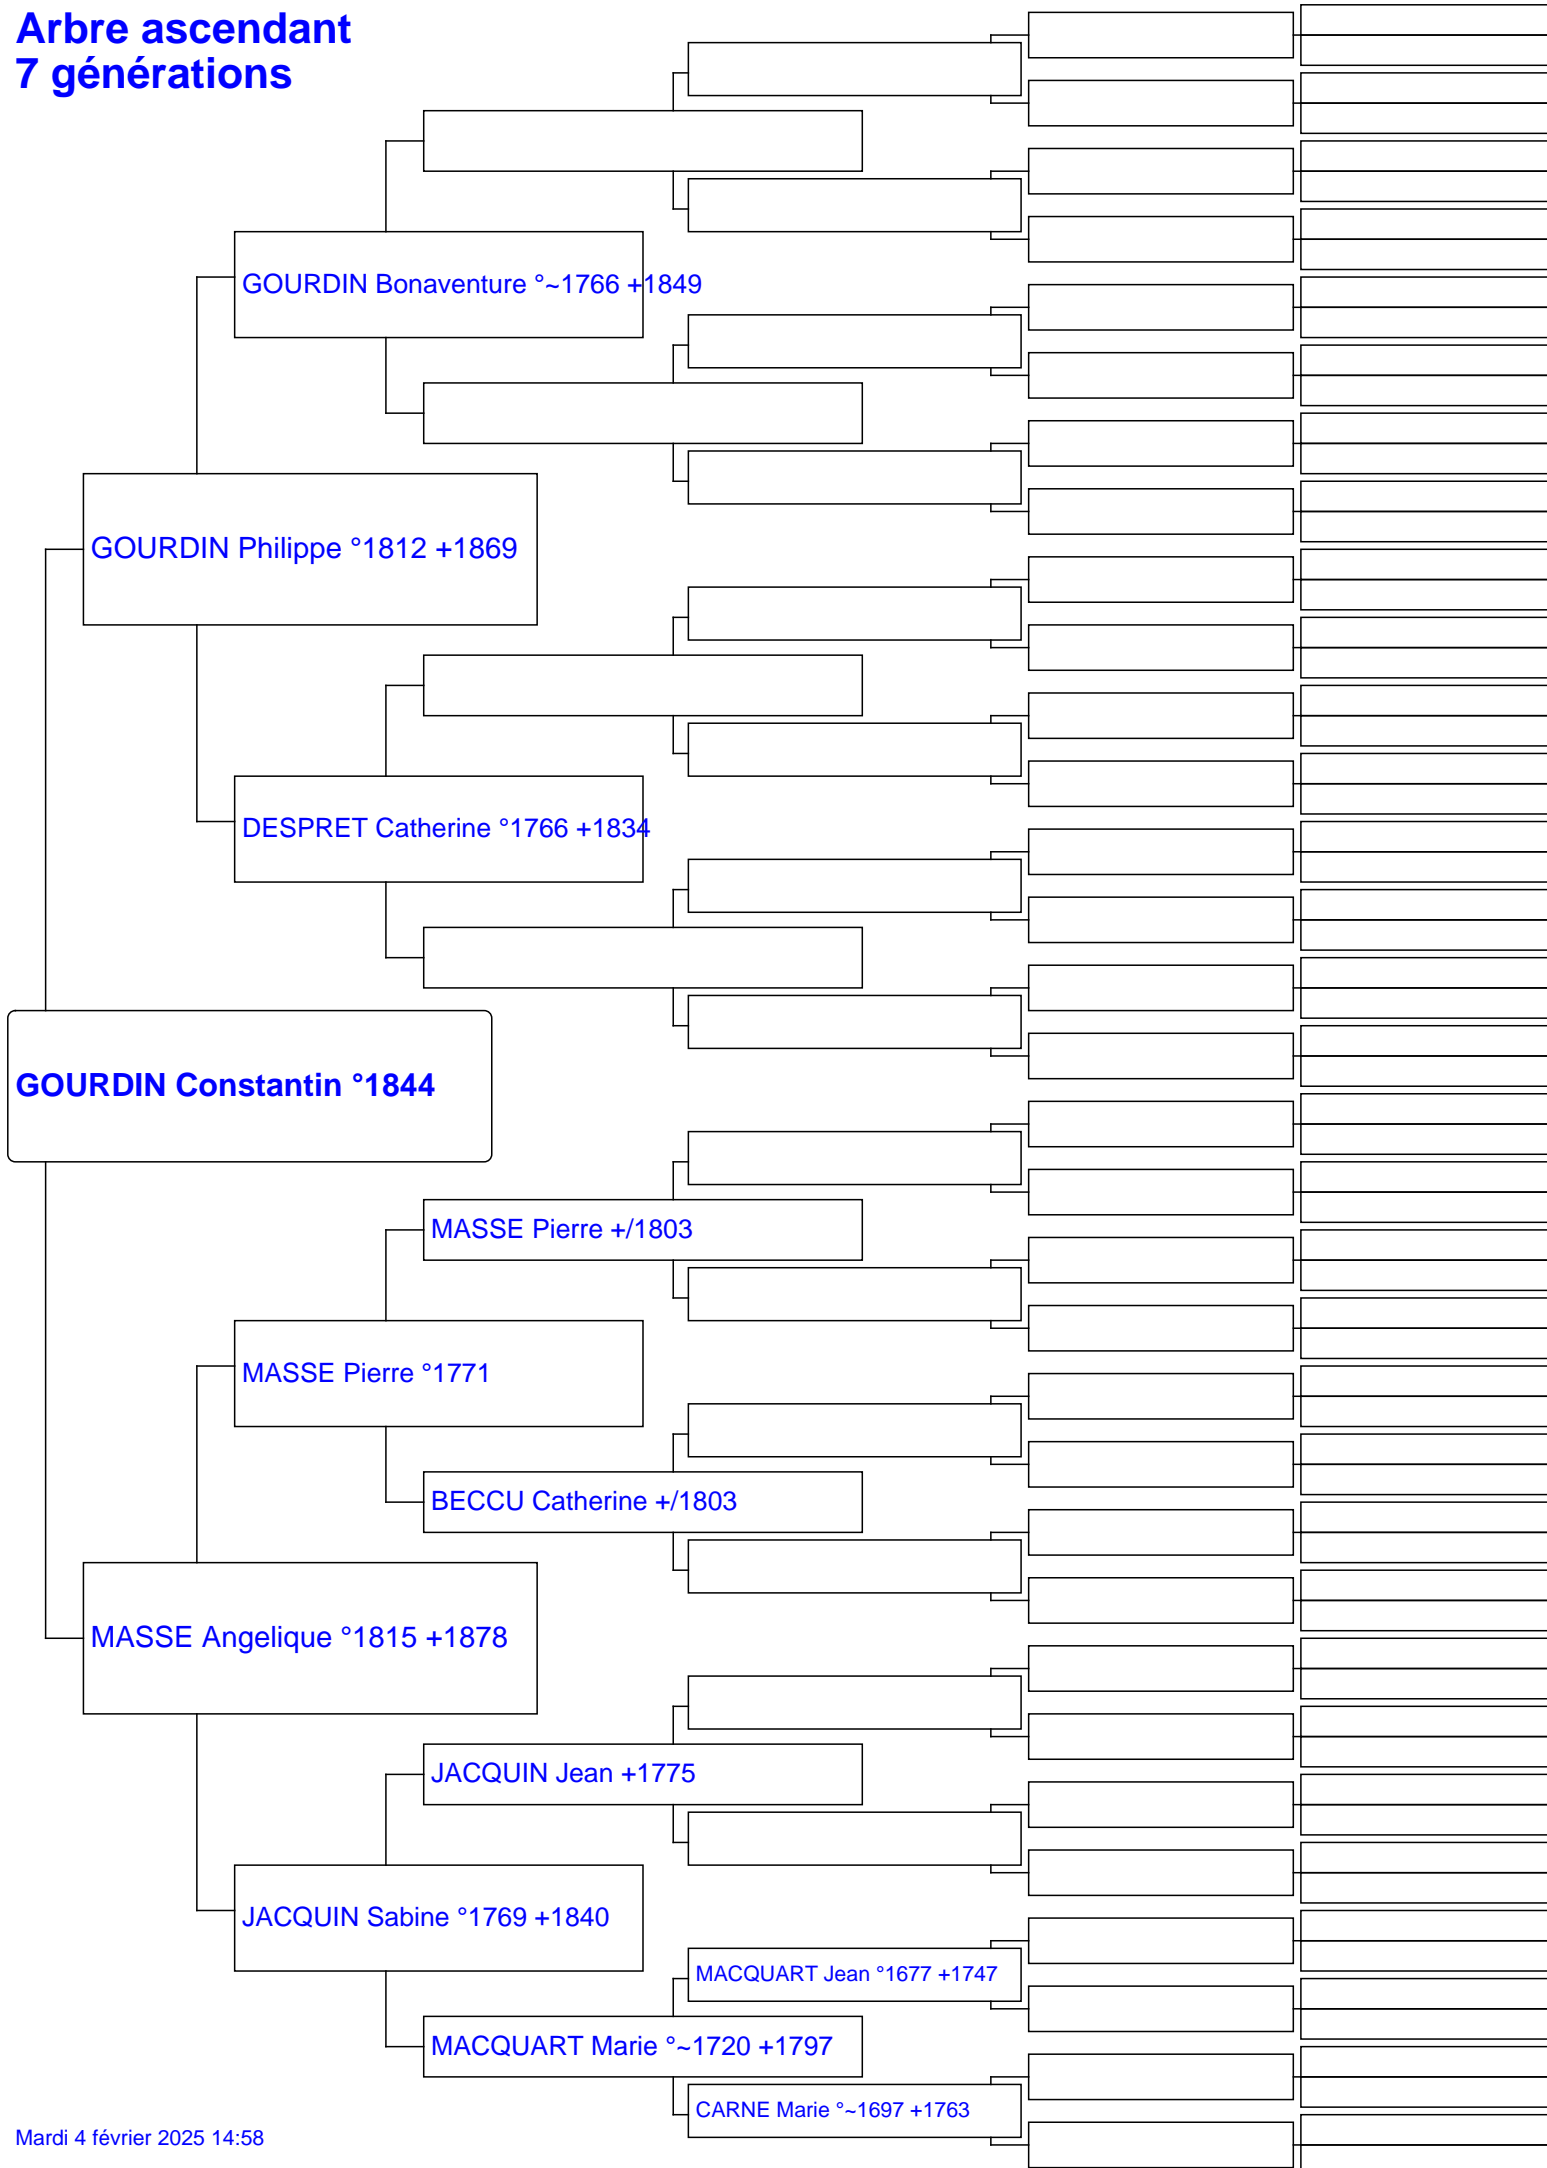 Arbre ascendant
7 générations
GOURDIN Bonaventure °~1766 +1849
GOURDIN Philippe °1812 +1869
DESPRET Catherine °1766 +1834
GOURDIN Constantin °1844
MASSE Pierre +/1803
MASSE Pierre °1771
BECCU Catherine +/1803
MASSE Angelique °1815 +1878
JACQUIN Jean +1775
JACQUIN Sabine °1769 +1840
MACQUART Jean °1677 +1747
MACQUART Marie °~1720 +1797
CARNE Marie °~1697 +1763
Mardi 4 février 2025 14:58